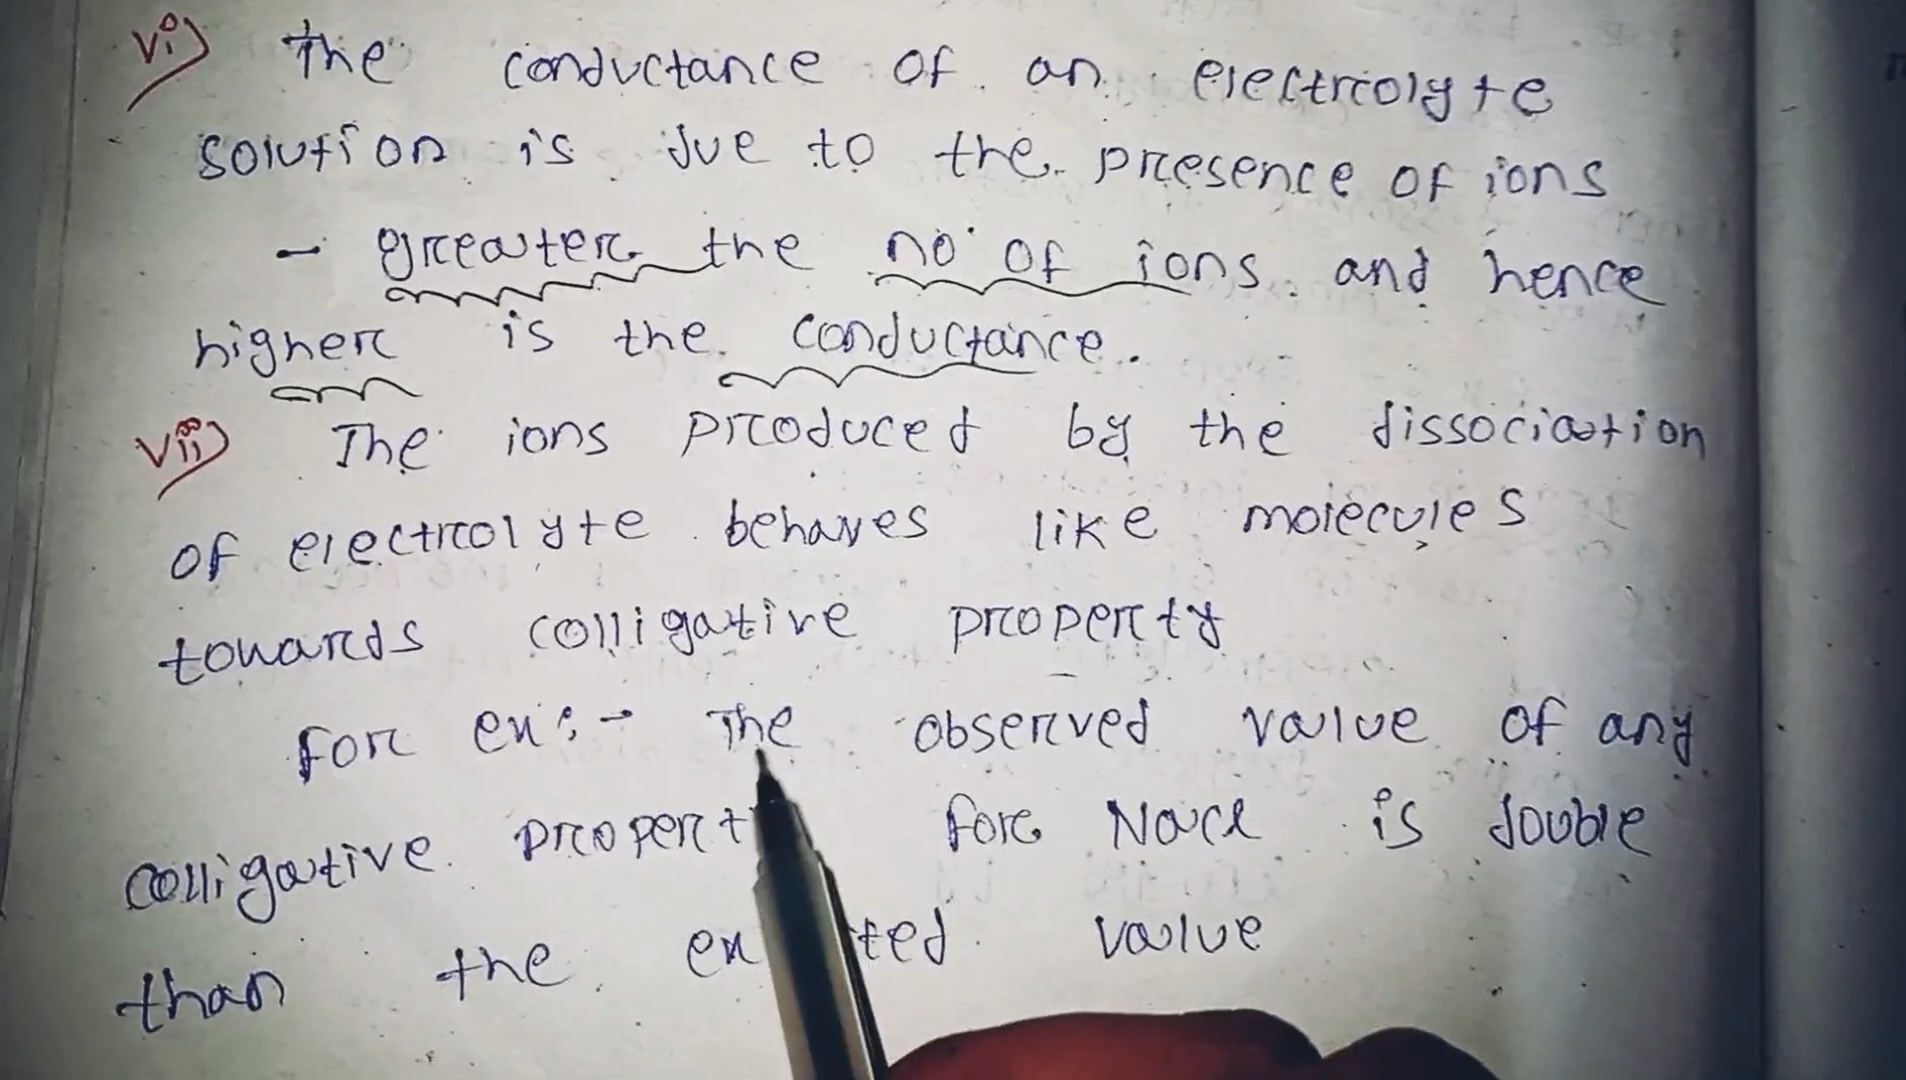 vi) The conductance of an electrolyte
solution is due to the presence of ions
- greater the no. of ions and hence
higher is the conductance.
vii) The ions produced by the dissociation
of electrolyte behaves like molecules
towards colligative property
For ex:- The observed value of any
colligative property for NaCl is double
than the value